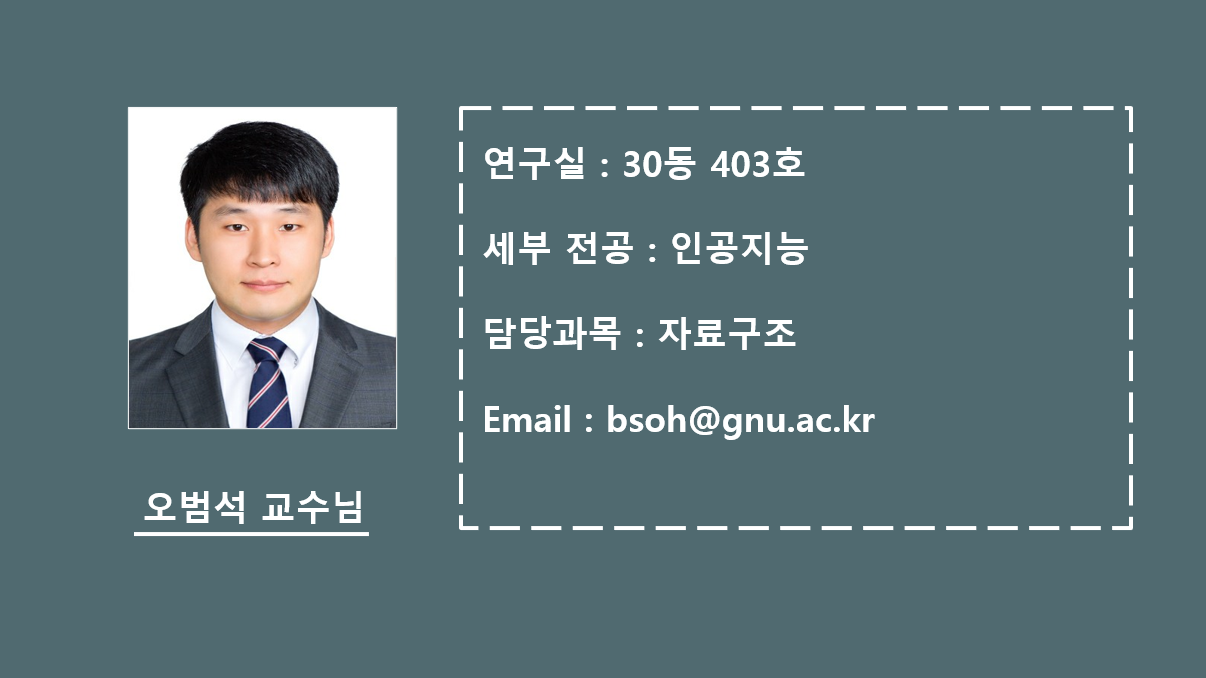 연구실 : 30동 403호
세부 전공 : 인공지능
담당과목 : 자료구조
Email : bsoh@gnu.ac.kr
오범석 교수님